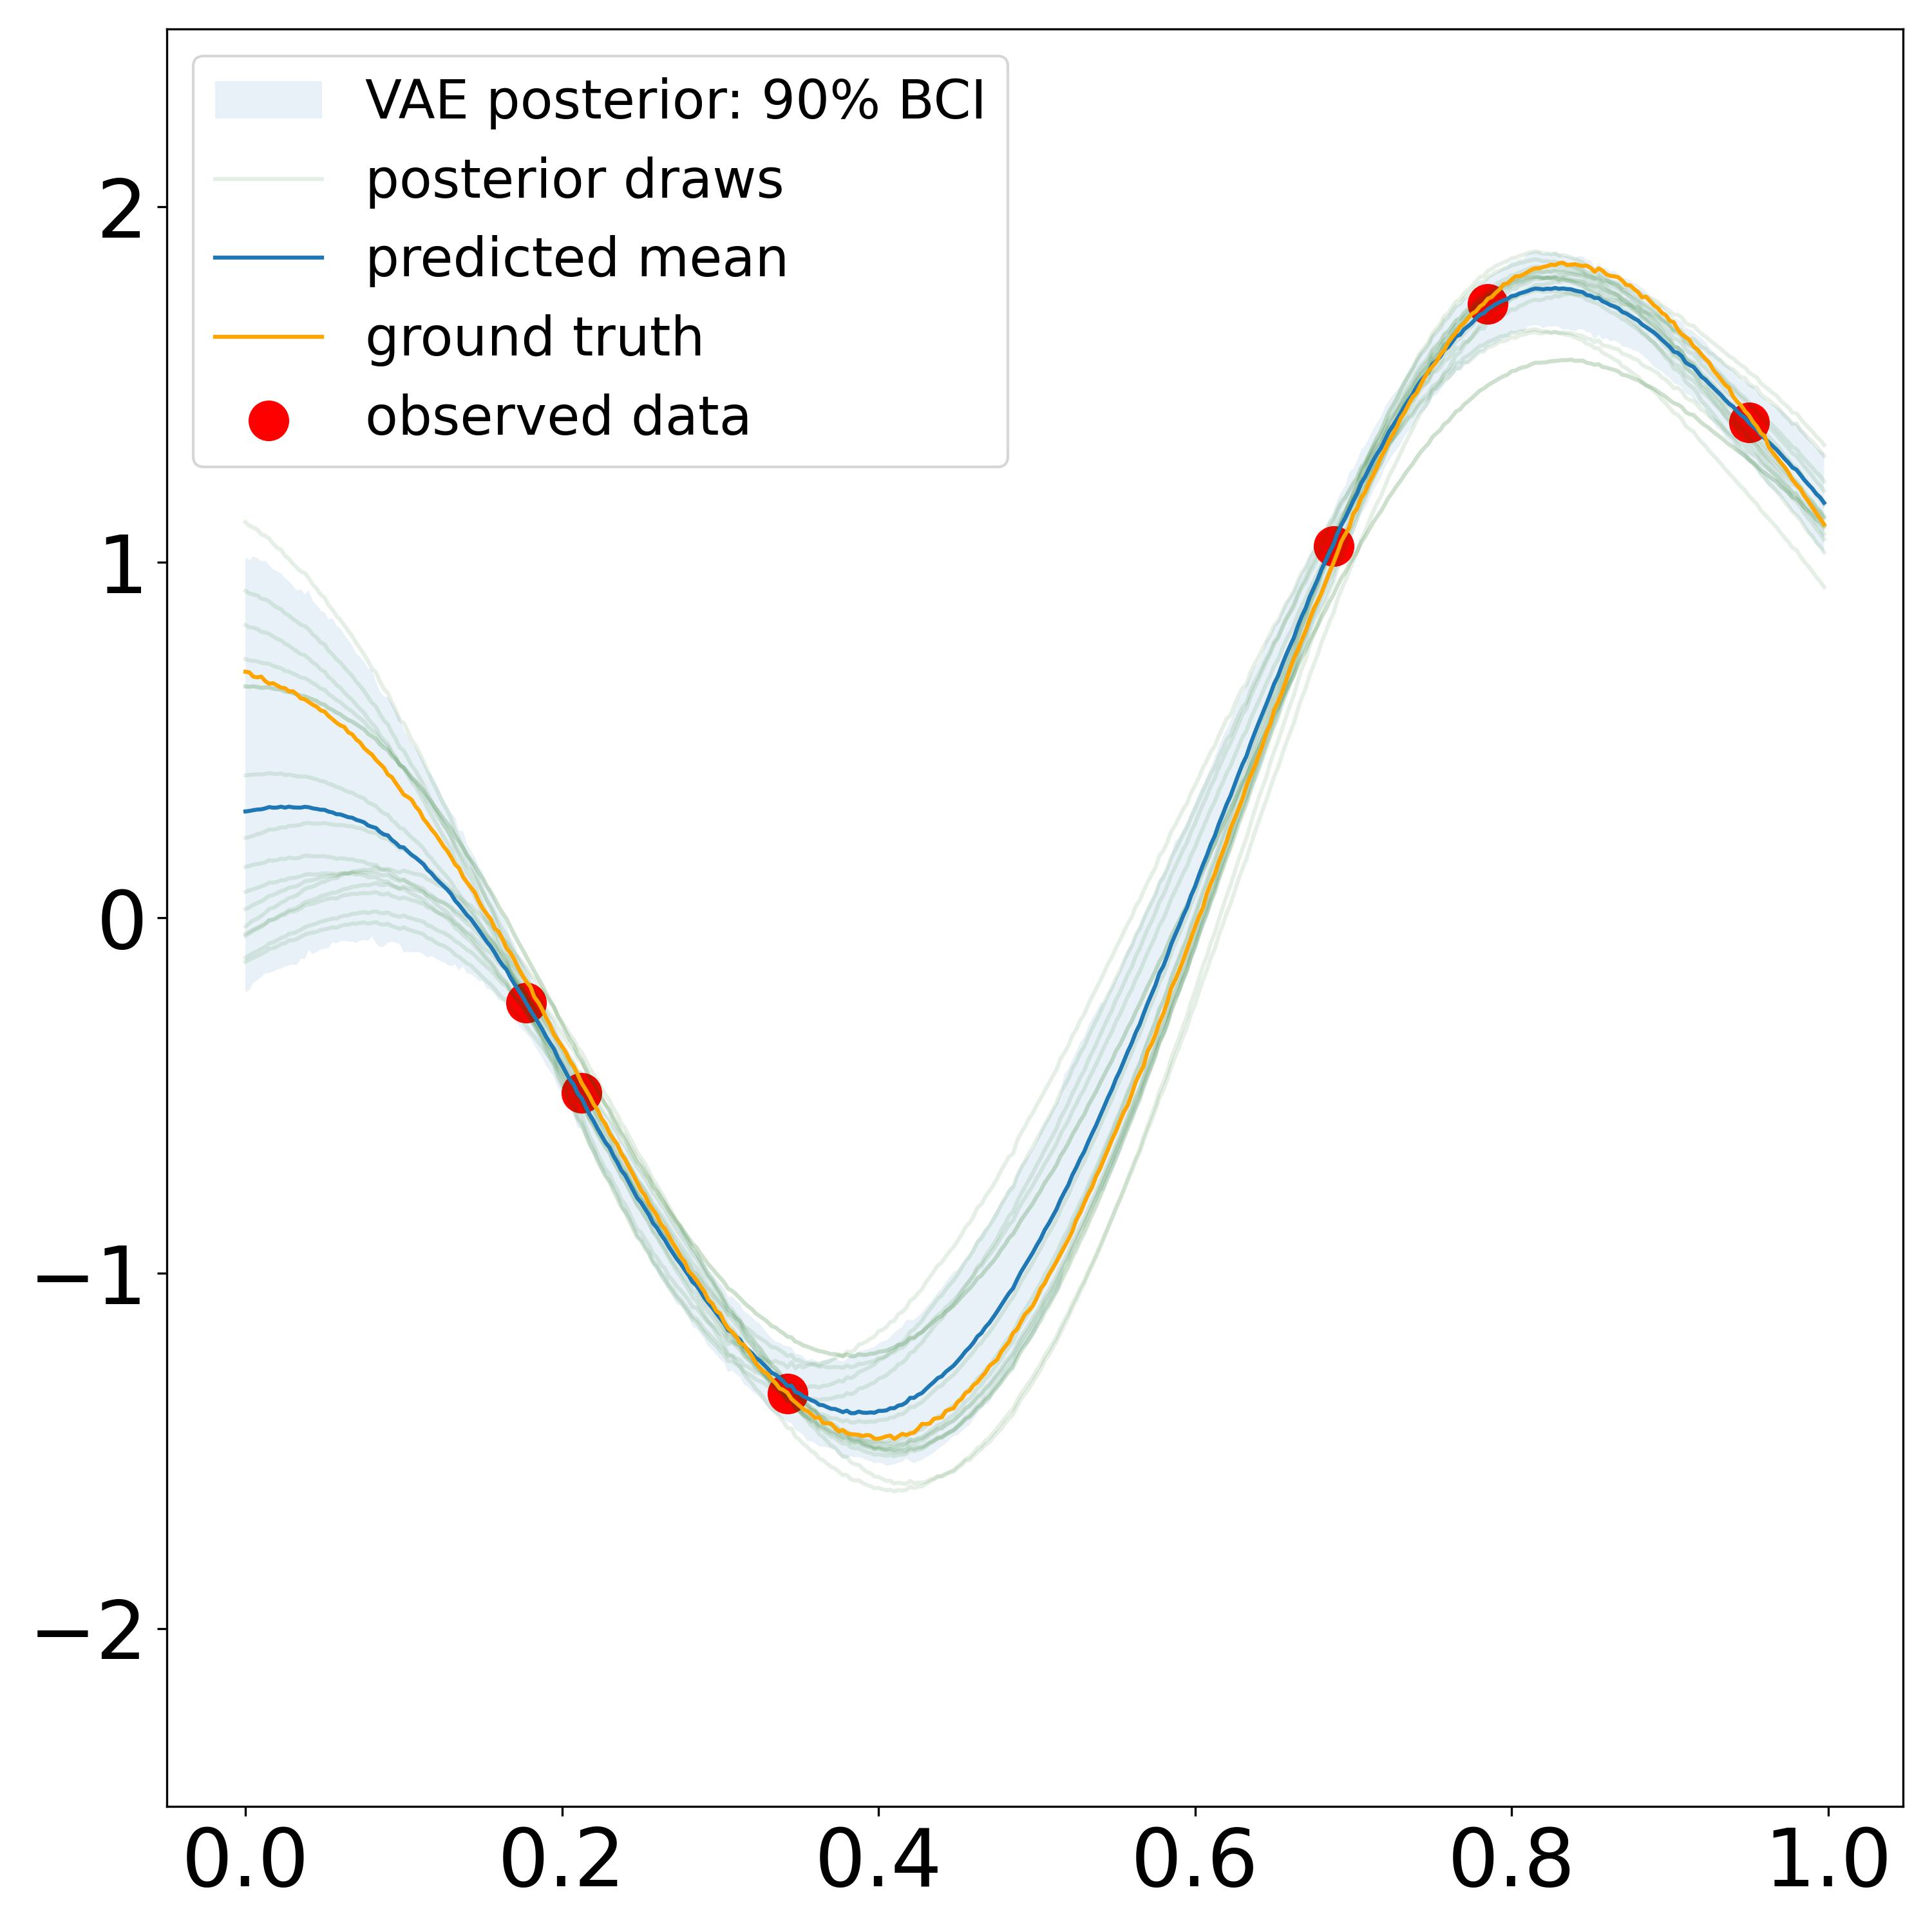 VAE posterior: 90% BCI
posterior draws
predicted mean
ground truth
observed data
2
1
0
−1
−2
0.0 0.2 0.4 0.6 0.8 1.0